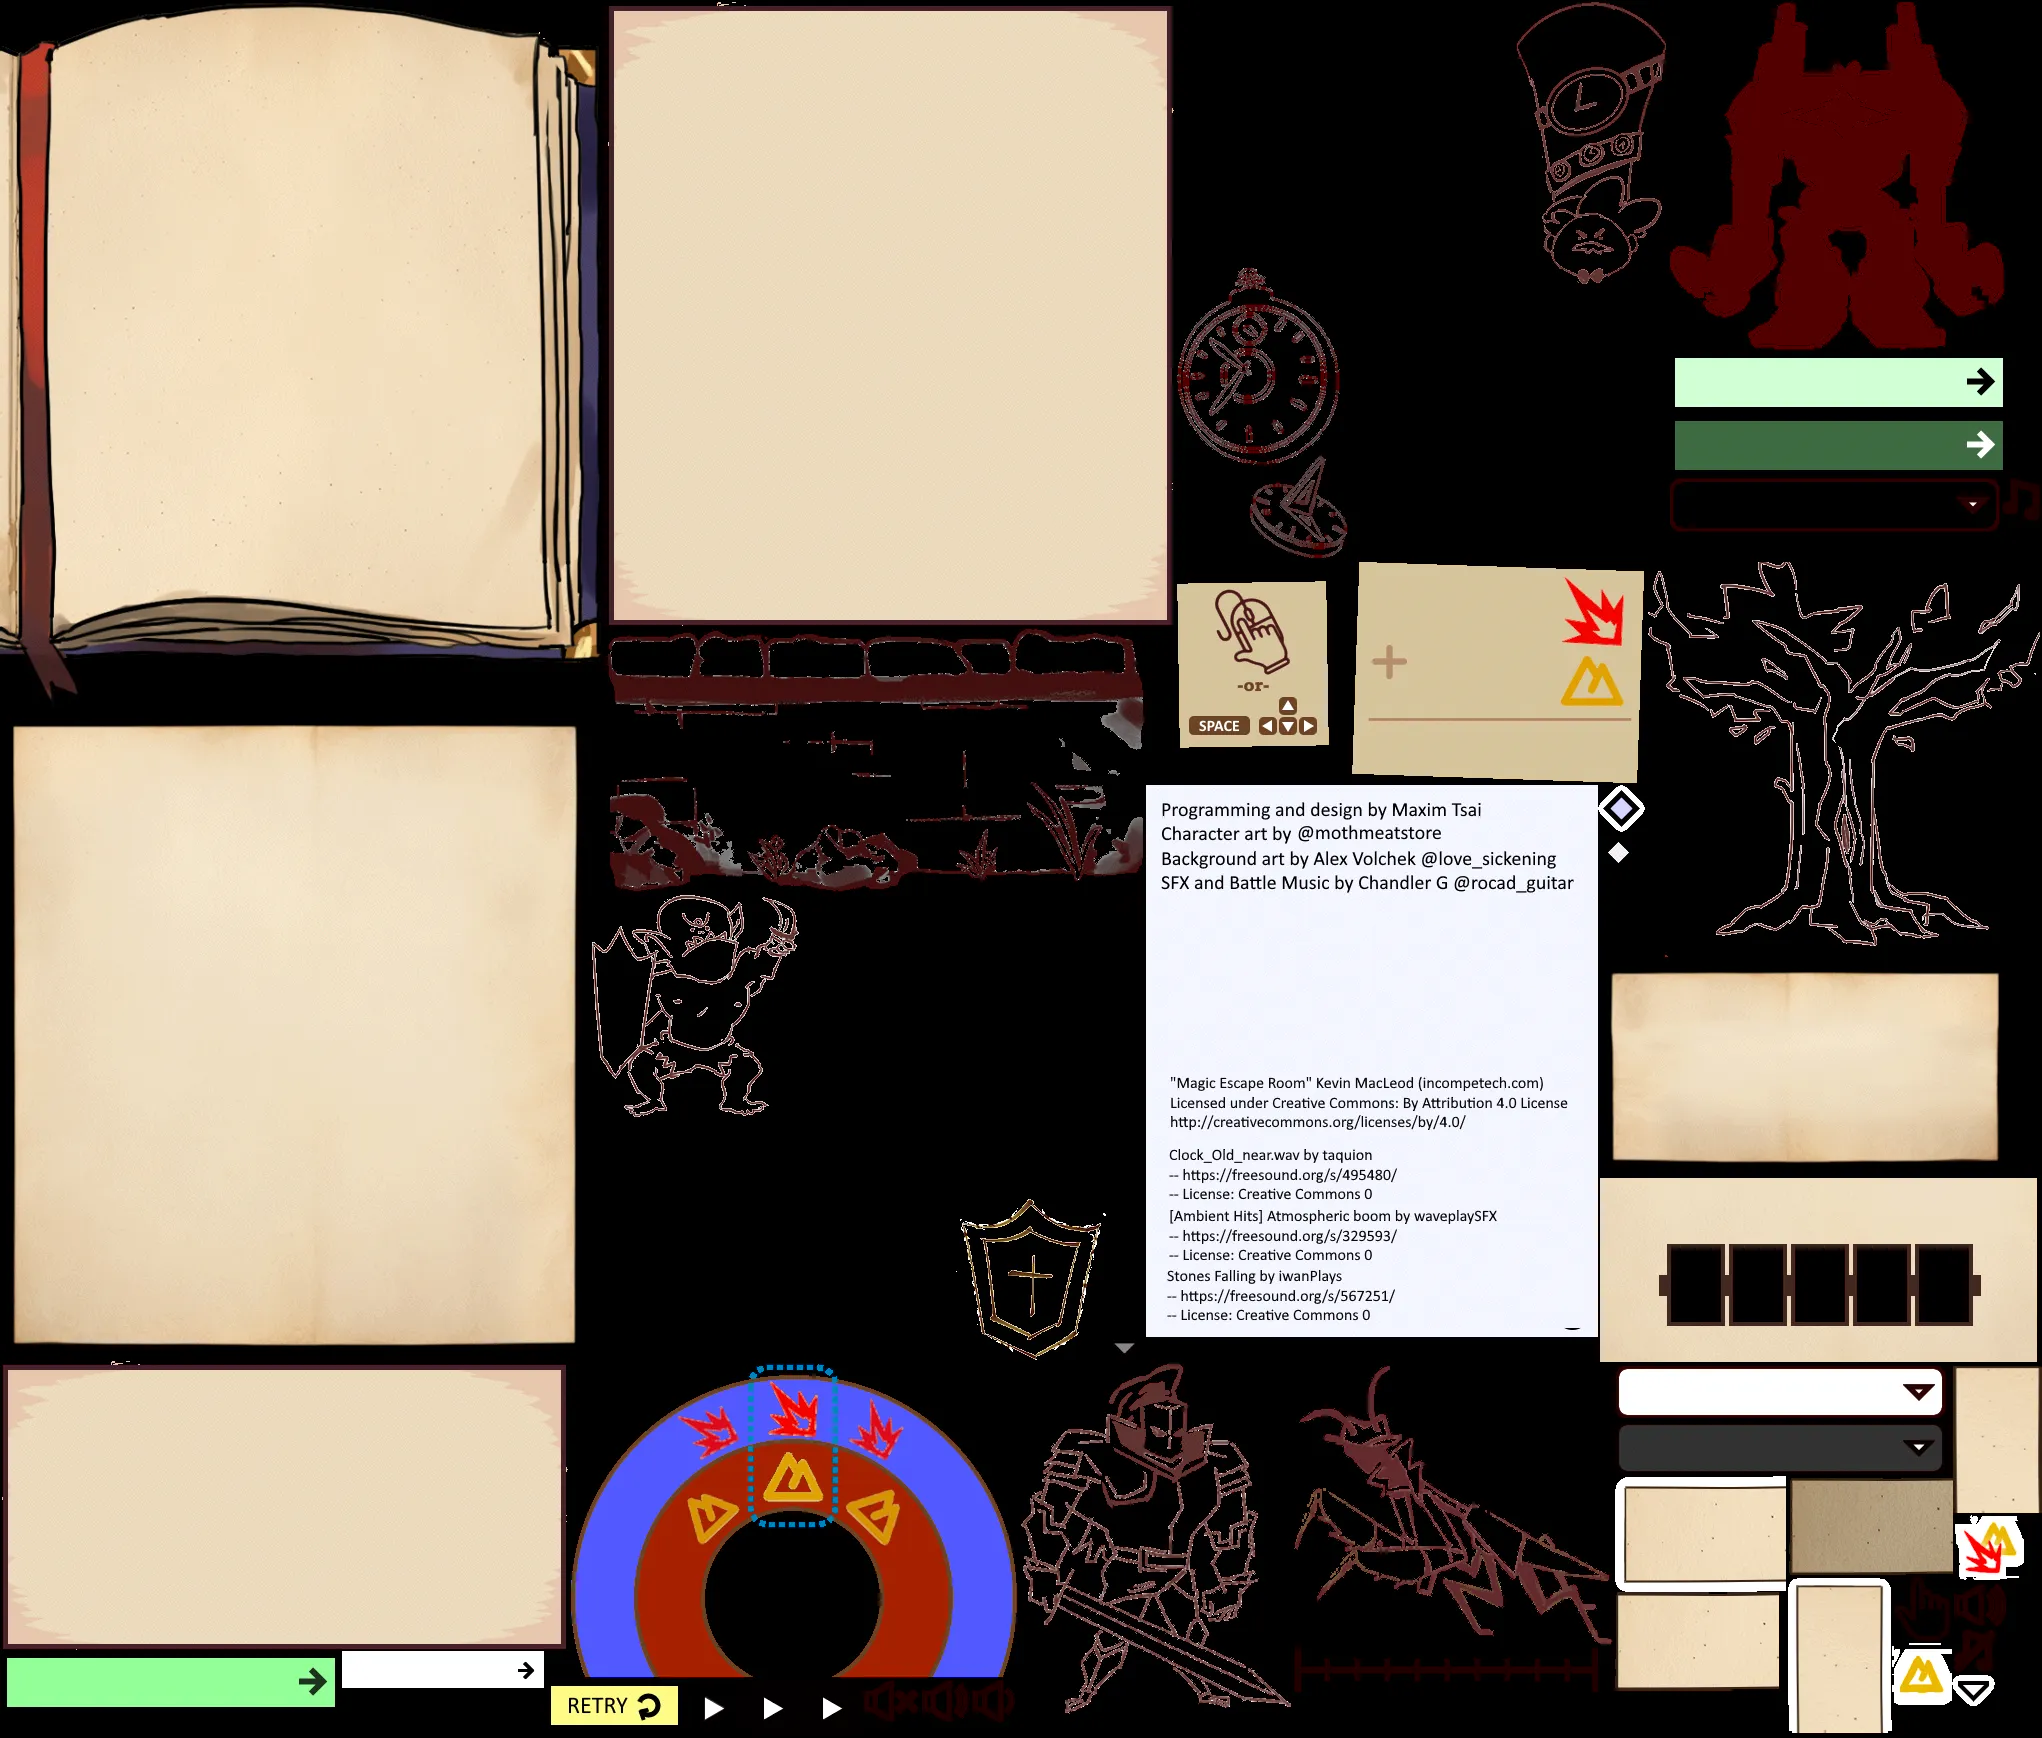 -or-
SPACE
Programming and design by Maxim Tsai
Character art by @mothmeatstore
Background art by Alex Volchek @love_sickening
SFX and Battle Music by Chandler G @rocad_guitar
"Magic Escape Room" Kevin MacLeod (incompetech.com)
Licensed under Creative Commons: By Attribution 4.0 License
http://creativecommons.org/licenses/by/4.0/
Clock_Old_near.wav by taquion
-- https://freesound.org/s/495480/
-- License: Creative Commons 0
[Ambient Hits] Atmospheric boom by waveplaySFX
-- https://freesound.org/s/329593/
-- License: Creative Commons 0
Stones Falling by iwanPlays
-- https://freesound.org/s/567251/
-- License: Creative Commons 0
RETRY